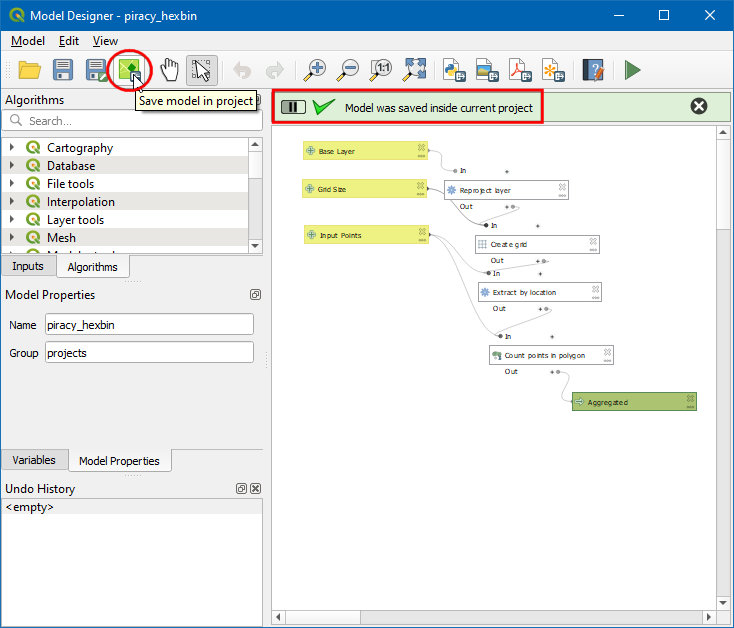 Model Designer - piracy_hexbin
Model Edit View
1:1
Save model in project
Algorithms
Search...
Cartography
Database
File tools
Interpolation
Layer tools
Mesh
Inputs
Algorithms
Model Properties
Name
piracy_hexbin
Group
projects
Variables
Model Properties
Undo History
<empty>
Model was saved inside current project
Base Layer
In
Grid Size
Reproject layer
Out
In
Input Points
Create grid
Out
In
Extract by location
Out
In
Count points in polygon
Out
Aggregated